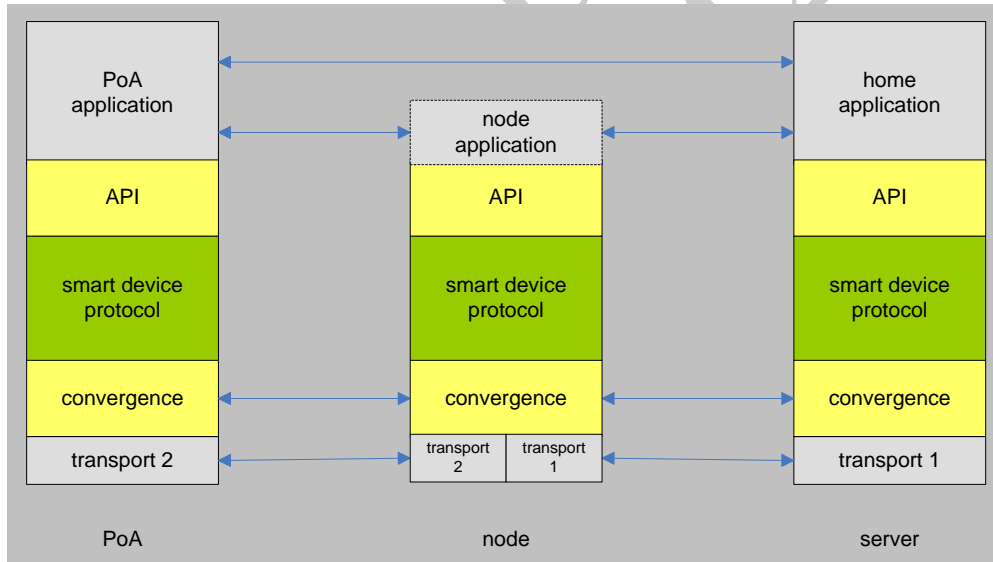 PoA
application
home
application
node
application
API
API
API
smart device
protocol
smart device
protocol
smart device
protocol
convergence
convergence
convergence
transport 2
transport
2
transport
1
transport 1
PoA
node
server